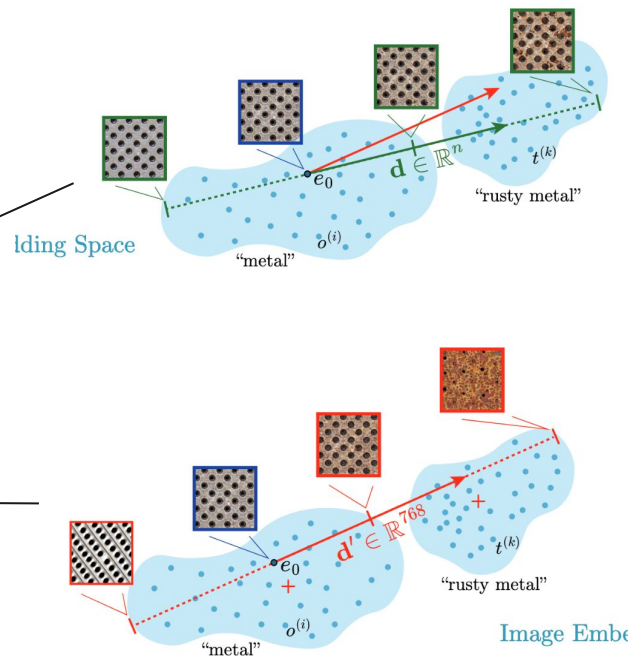 e₀
d ∈ ℝⁿ
t⁽ᵏ⁾
“rusty metal”
lding Space
o⁽ⁱ⁾
“metal”
d′ ∈ ℝ⁷⁶⁸
e₀
t⁽ᵏ⁾
“rusty metal”
o⁽ⁱ⁾
“metal”
Image Embe